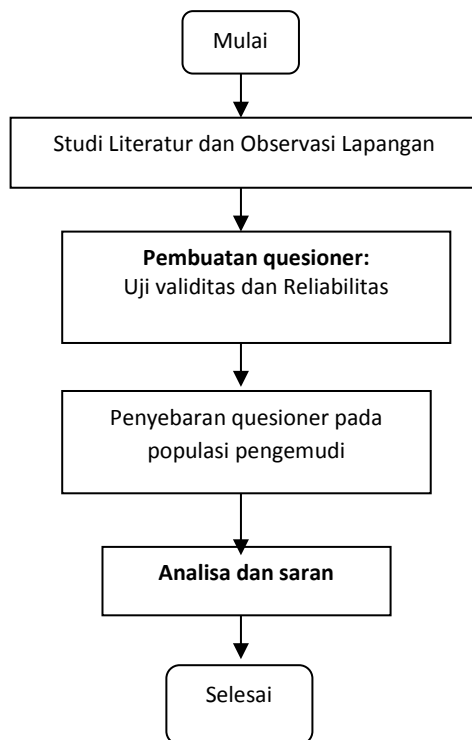 Mulai
Studi Literatur dan Observasi Lapangan
Pembuatan quesioner:
Uji validitas dan Reliabilitas
Penyebaran quesioner pada
populasi pengemudi
Analisa dan saran
Selesai